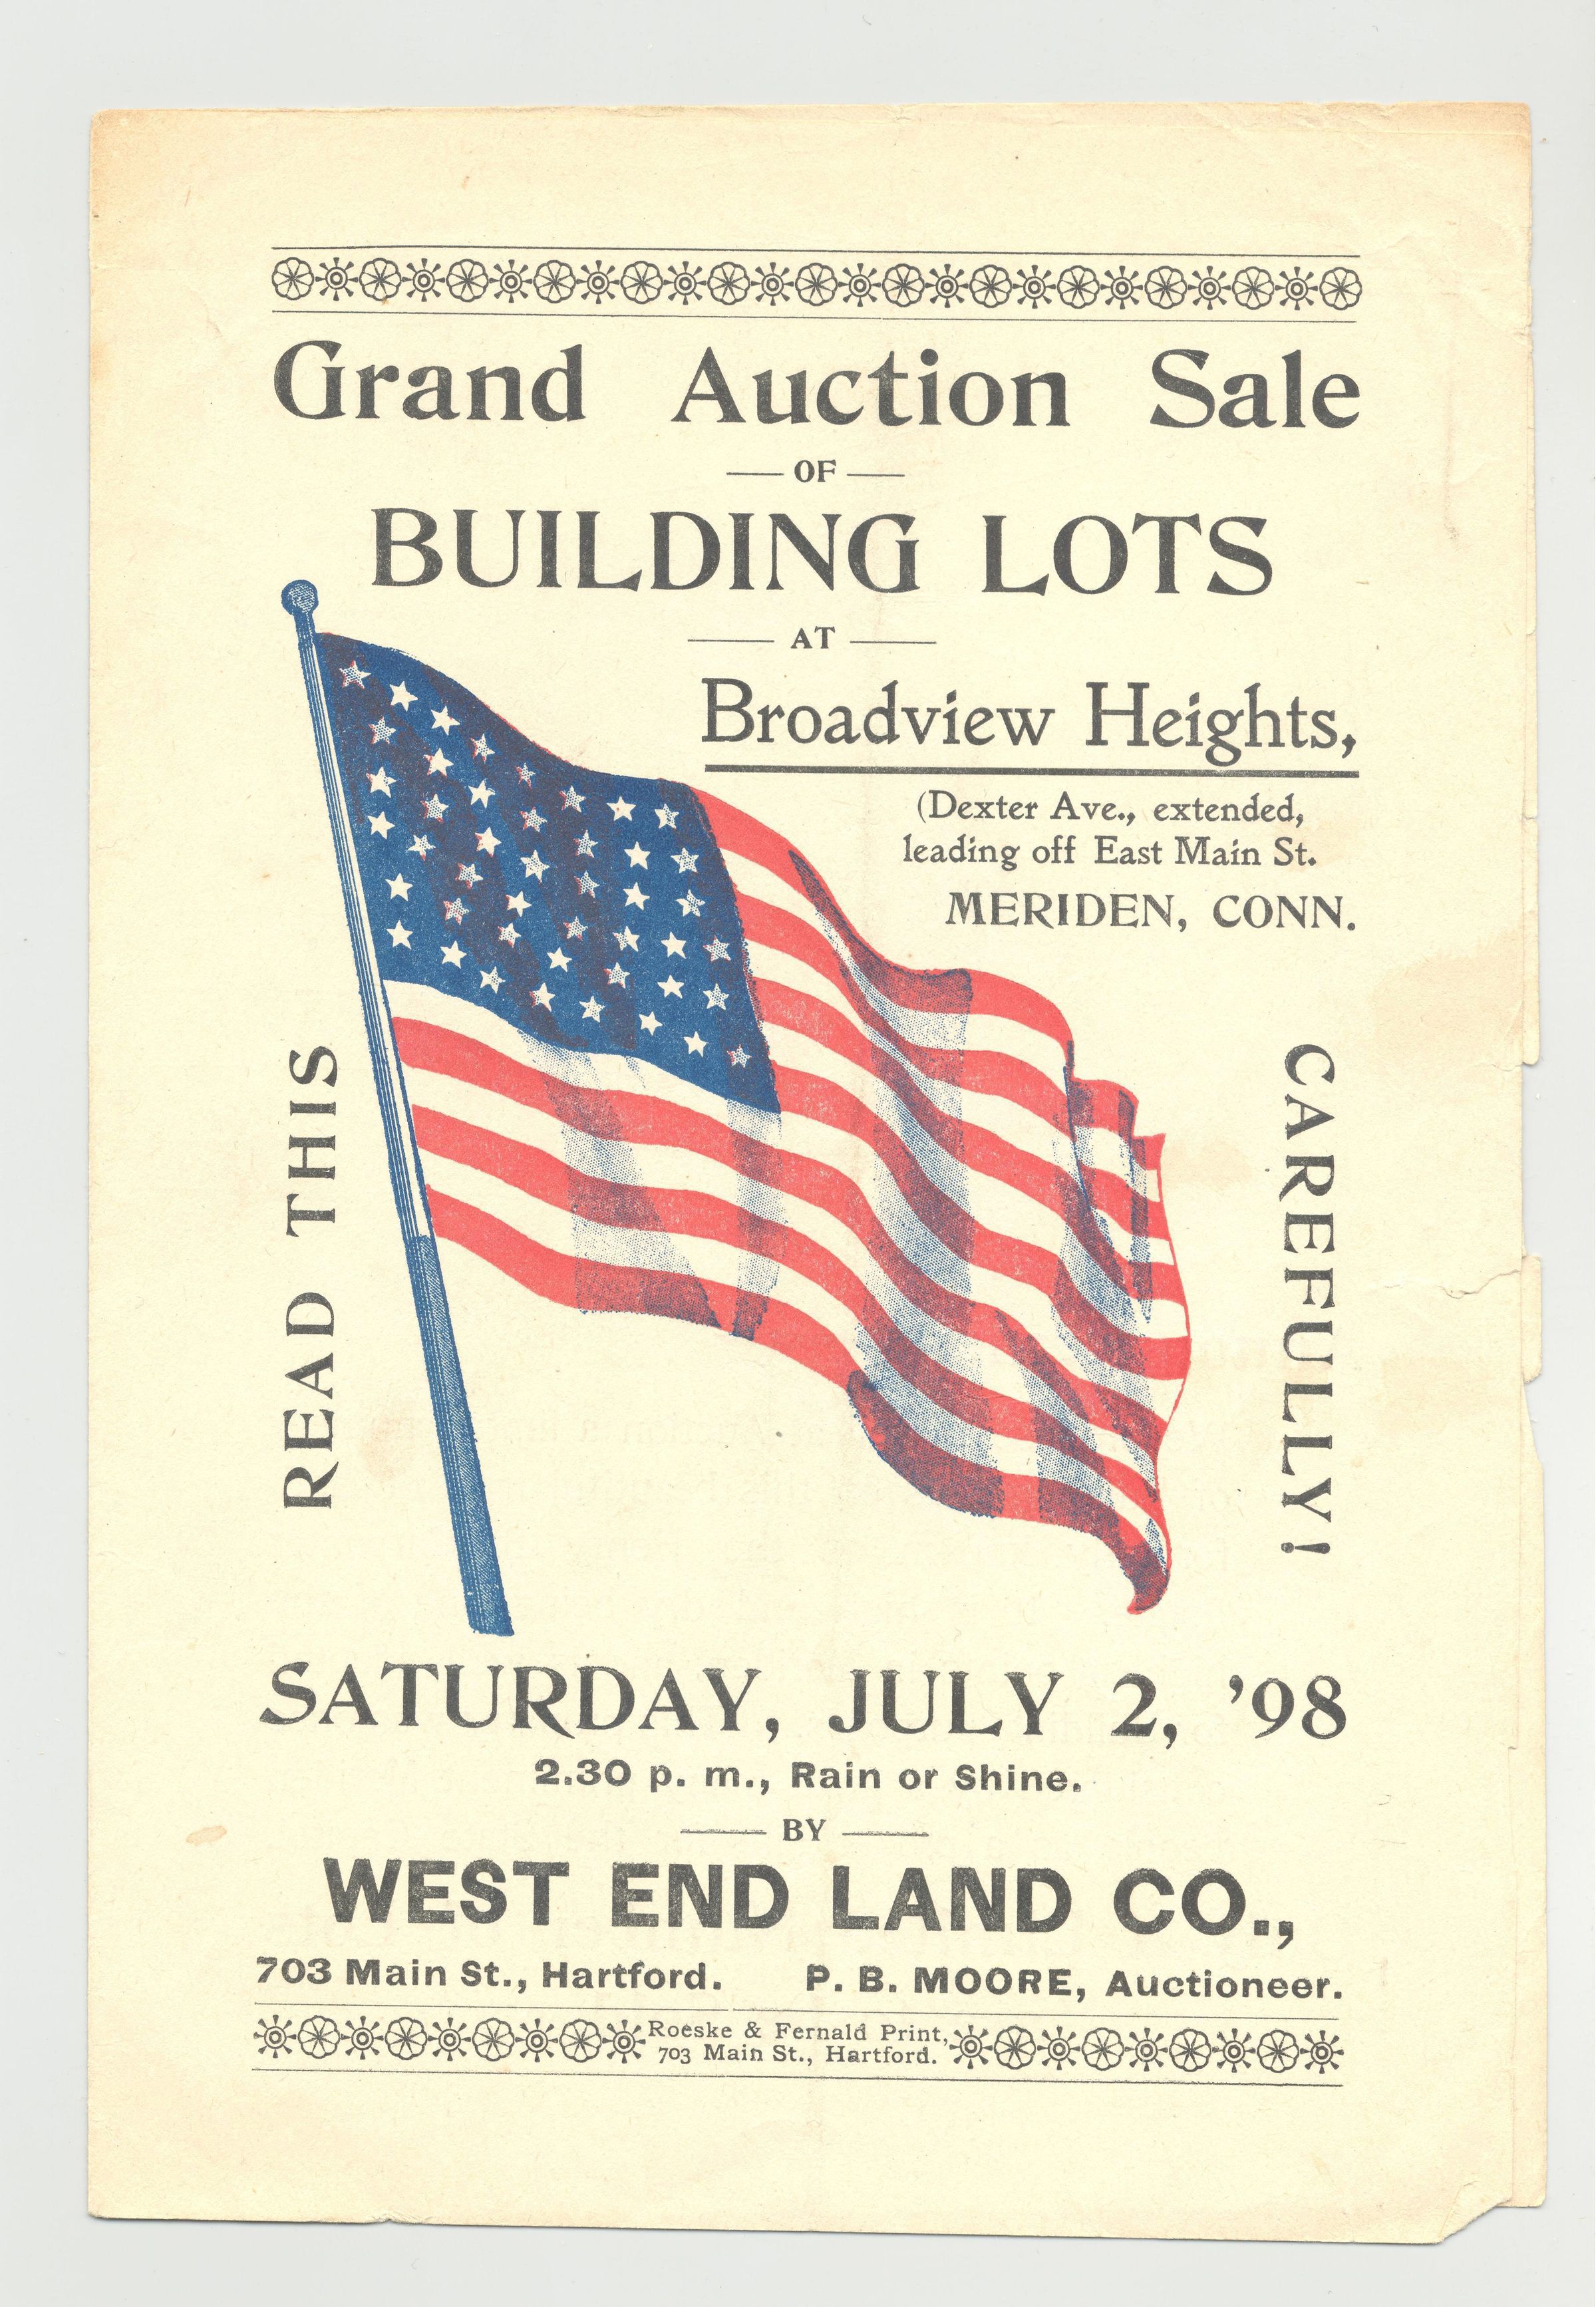 Grand Auction Sale
OF
BUILDING LOTS
AT
Broadview Heights,
(Dexter Ave., extended,
leading off East Main St.
MERIDEN, CONN.
READ THIS
CAREFULLY!
SATURDAY, JULY 2, '98
2.30 p. m., Rain or Shine.
BY
WEST END LAND CO.,
703 Main St., Hartford. P. B. MOORE, Auctioneer.
Roeske & Fernald Print,
703 Main St., Hartford.